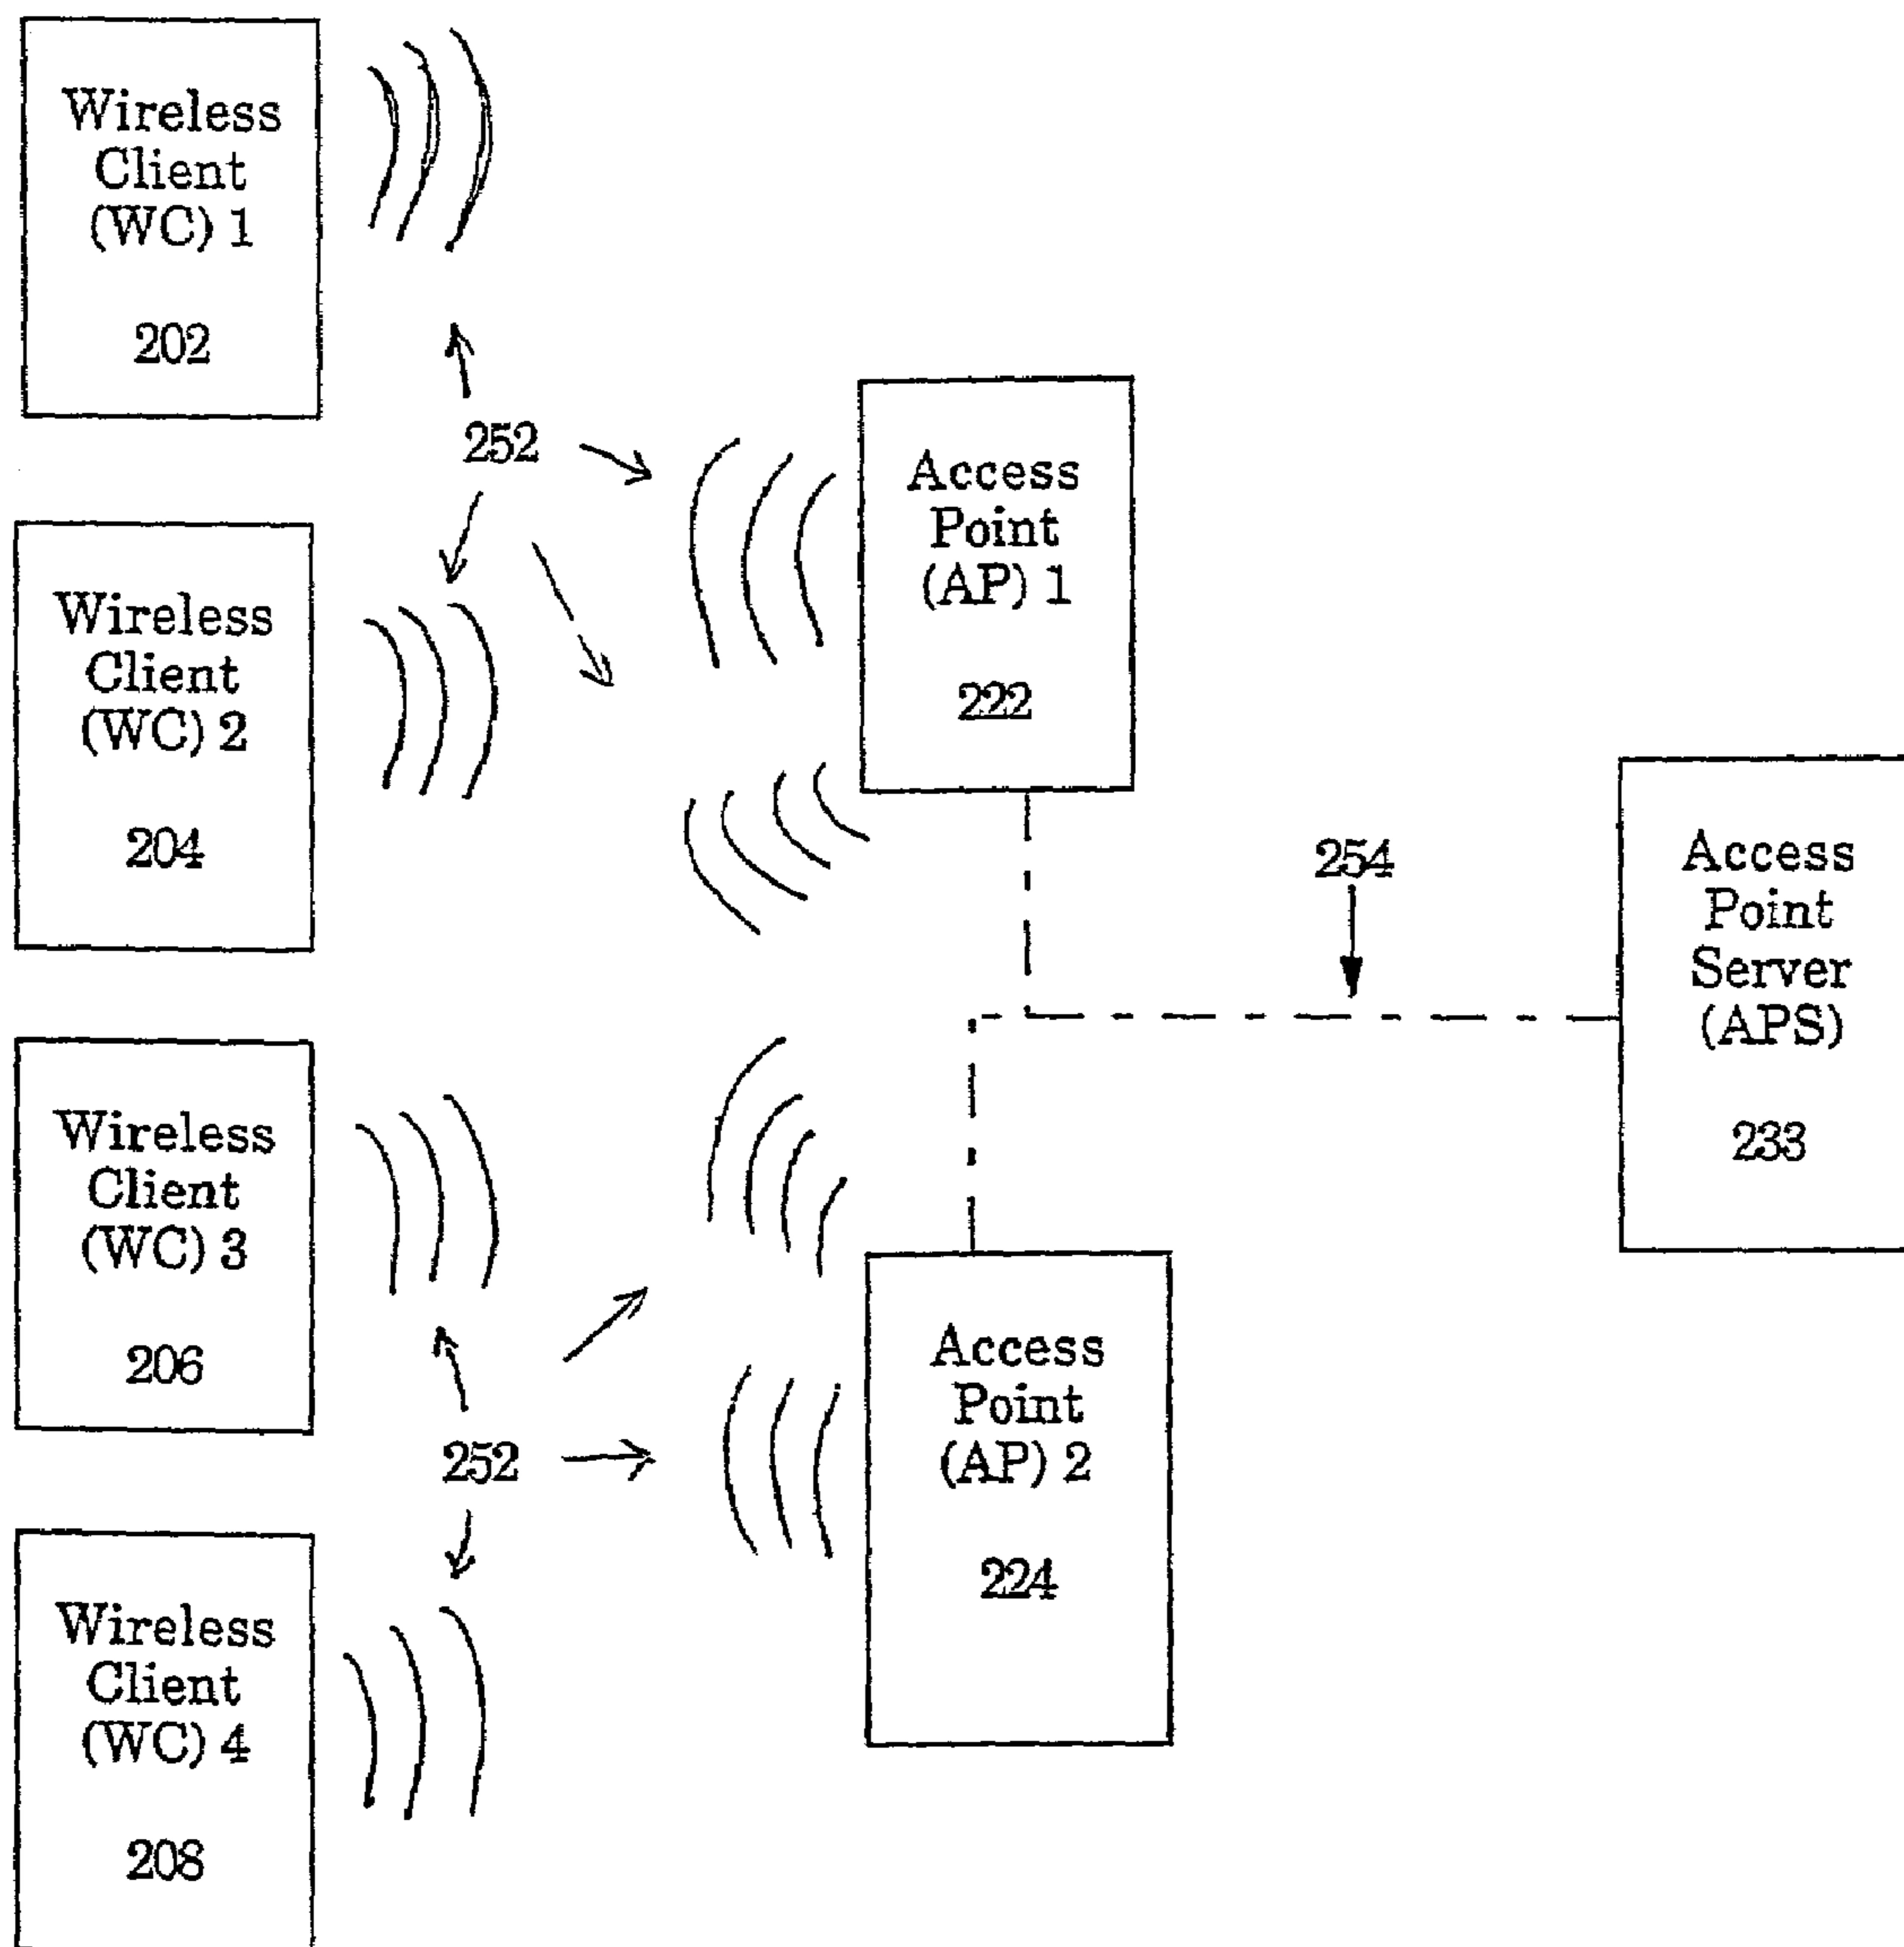 Wireless
Client
(WC) 1
202
252
Wireless
Client
(WC) 2
204
Access
Point
(AP) 1
222
254
Access
Point
Server
(APS)
233
Wireless
Client
(WC) 3
206
252
Access
Point
(AP) 2
224
Wireless
Client
(WC) 4
208